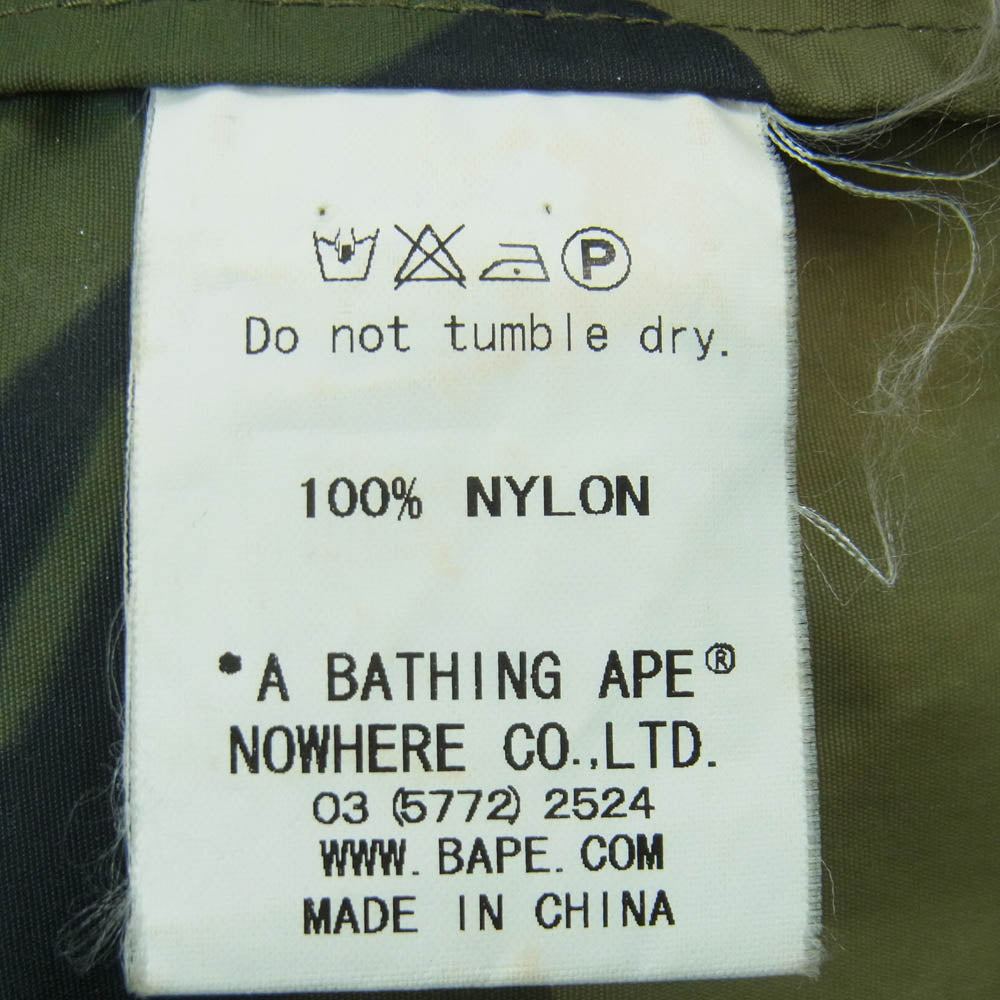 P
Do not tumble dry.
100% NYLON
*A BATHING APE®
NOWHERE CO.,LTD.
03 (5772) 2524
WWW.BAPE.COM
MADE IN CHINA